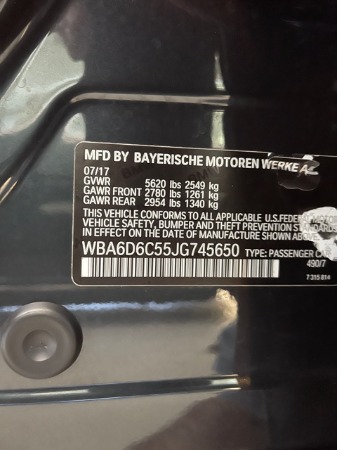 MFD BY BAYERISCHE MOTOREN WERKE
07/17
GVWR 5620 lbs 2549 kg
GAWR FRONT 2780 lbs 1261 kg
GAWR REAR 2954 lbs 1340 kg
THIS VEHICLE CONFORMS TO ALL APPLICABLE U.S.FEDERAL
MOTOR VEHICLE SAFETY, BUMPER, AND THEFT
PREVENTION STANDARDS IN EFFECT ON THE DATE OF
MANUFACTURE SHOWN ABOVE.
WBA6D6C55JG745650 TYPE: PASSENGER
490/7
7 315 814